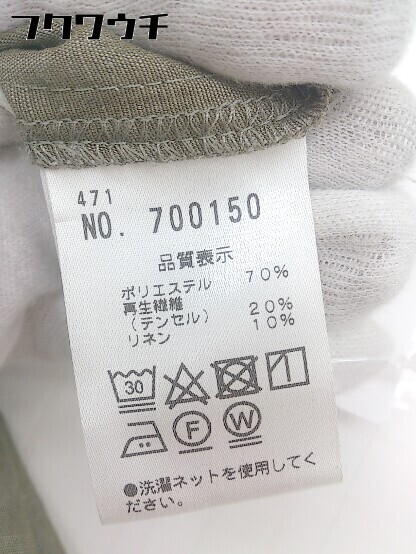 フクワウチ
471
NO. 700150
品質表示
ポリエステル 70%
再生繊維
（テンセル） 20%
リネン 10%
30
F W
●洗濯ネットを使用してく
ださい。